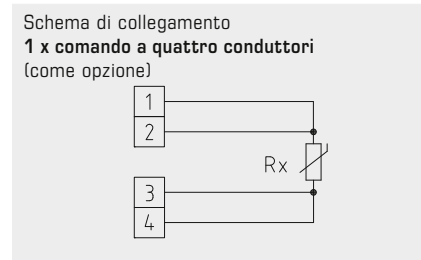 Schema di collegamento
1 x comando a quattro conduttori
(come opzione)
1
2
Rx
3
4